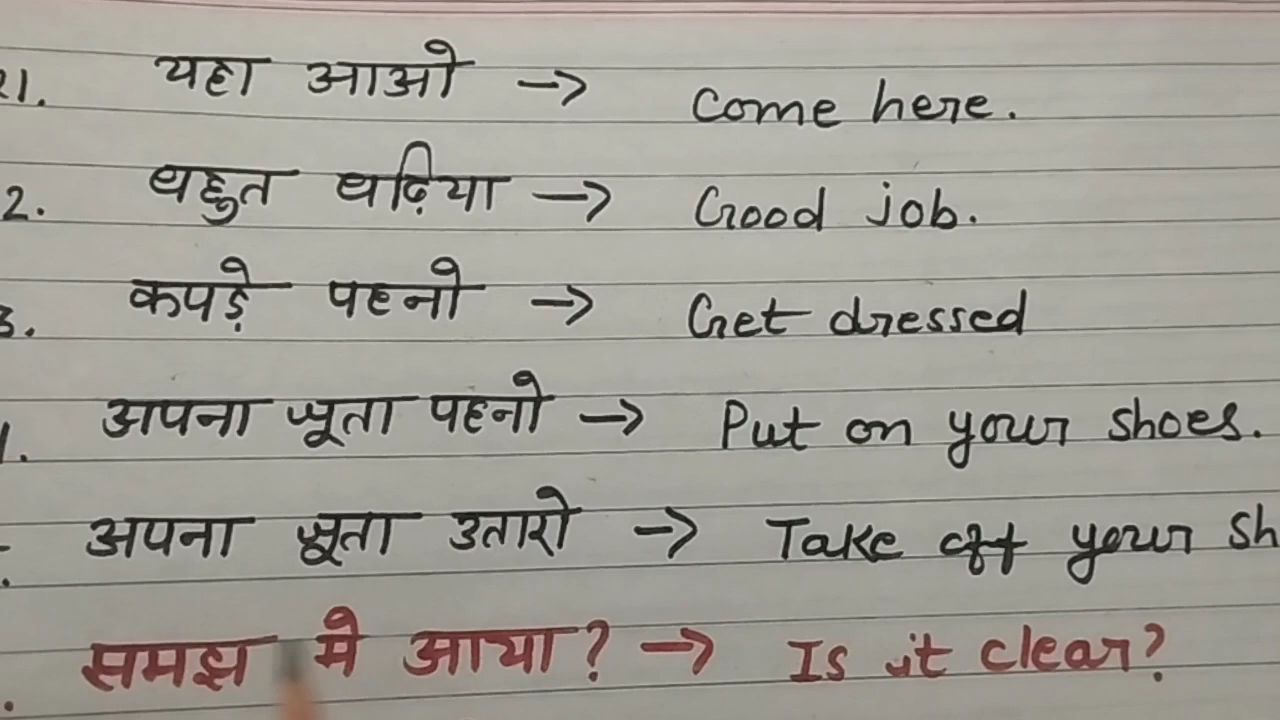 21. यहा आओ -> Come here.
2. बहुत बढ़िया -> Good job.
3. कपड़े पहनो -> Get dressed
अपना जूता पहनो -> Put on your shoes.
अपना जूता उतारो -> Take off your sh
समझ मे आया? -> Is it clear?